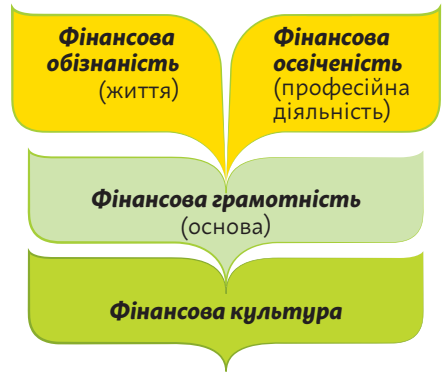 Фінансова
обізнаність
(життя)
Фінансова
освіченість
(професійна
діяльність)
Фінансова грамотність
(основа)
Фінансова культура